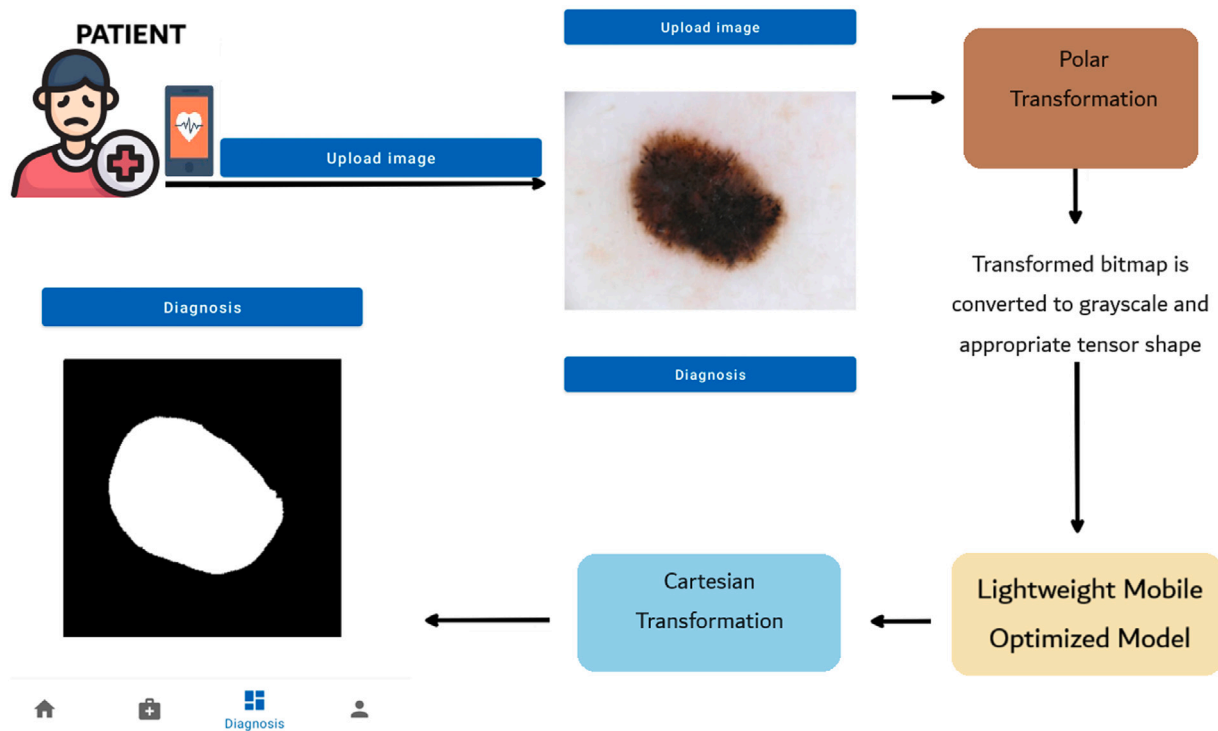 PATIENT
Upload image
Upload image
Polar
Transformation
Transformed bitmap is
converted to grayscale and
appropriate tensor shape
Diagnosis
Diagnosis
Cartesian
Transformation
Lightweight Mobile
Optimized Model
Diagnosis